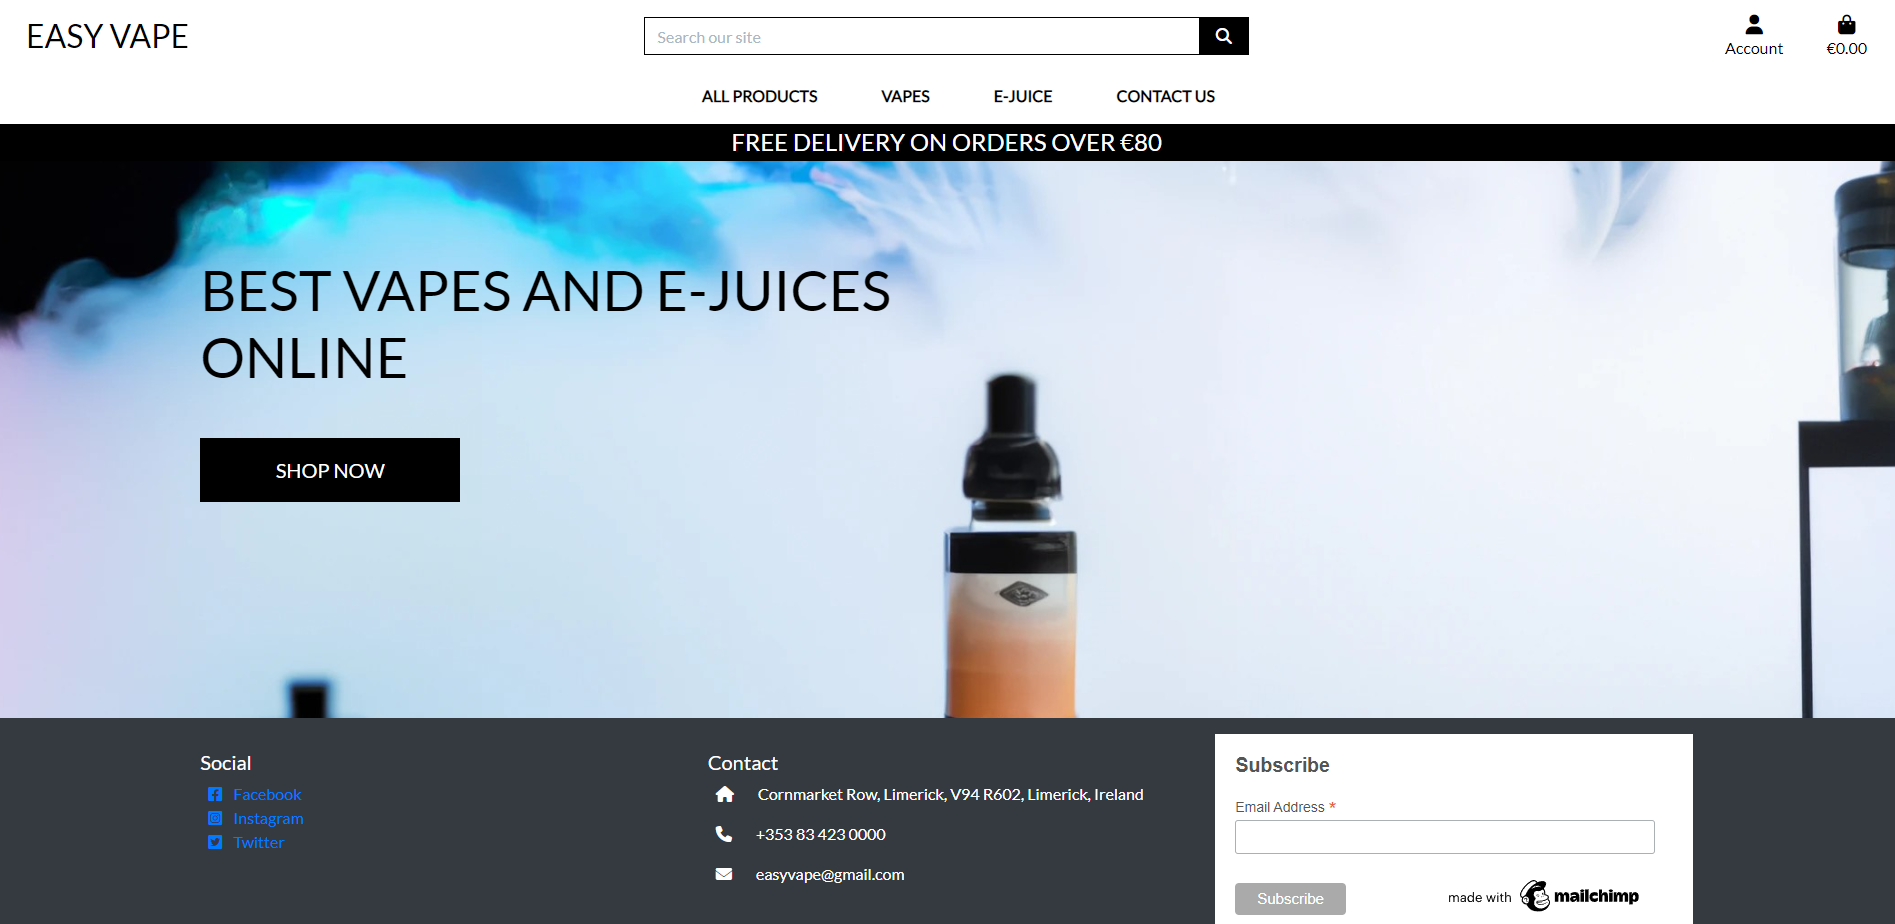 EASY VAPE
Search our site
Account
€0.00
ALL PRODUCTS
VAPES
E-JUICE
CONTACT US
FREE DELIVERY ON ORDERS OVER €80
BEST VAPES AND E-JUICES
ONLINE
SHOP NOW
Social
Facebook
Instagram
Twitter
Contact
Cornmarket Row, Limerick, V94 R602, Limerick, Ireland
+353 83 423 0000
easyvape@gmail.com
Subscribe
Email Address *
Subscribe
made with mailchimp